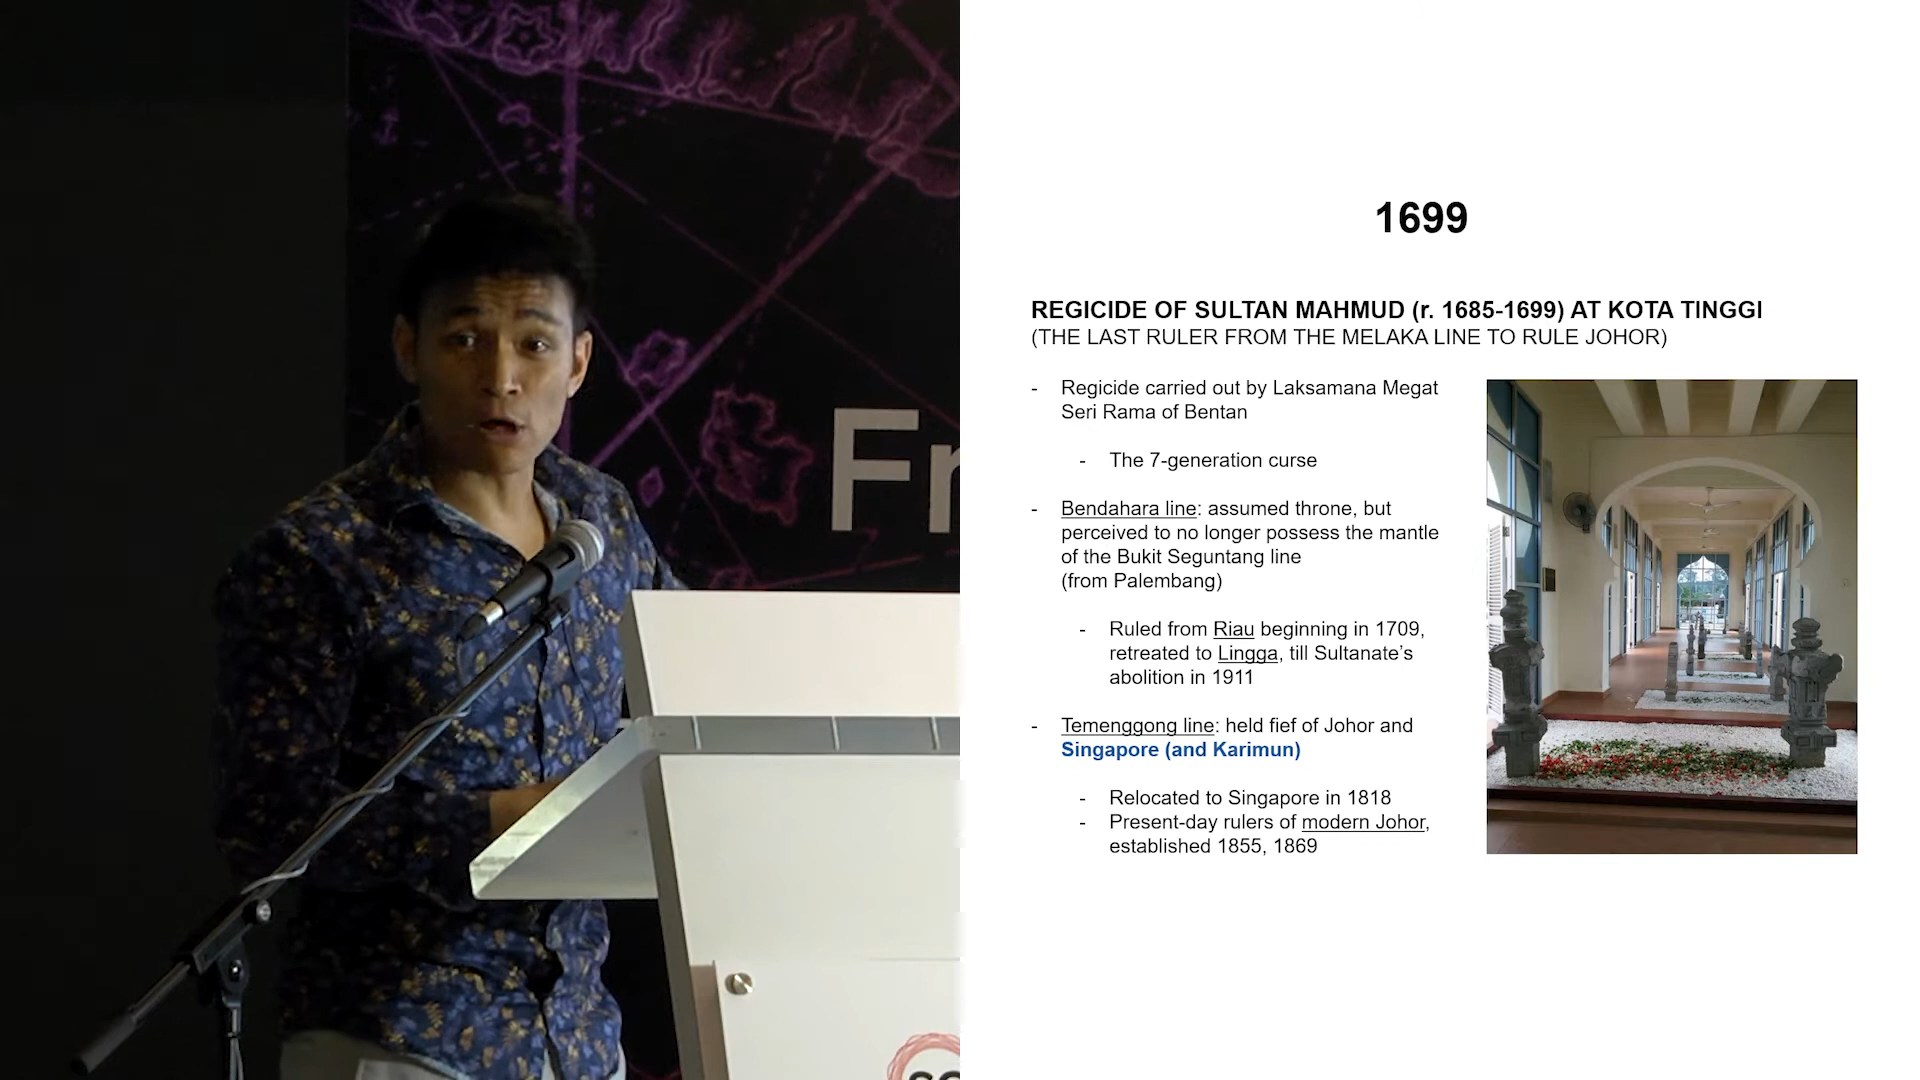 Fr
1699
REGICIDE OF SULTAN MAHMUD (r. 1685-1699) AT KOTA TINGGI
(THE LAST RULER FROM THE MELAKA LINE TO RULE JOHOR)
- Regicide carried out by Laksamana Megat
Seri Rama of Bentan
- The 7-generation curse
- Bendahara line: assumed throne, but
perceived to no longer possess the mantle
of the Bukit Seguntang line
(from Palembang)
- Ruled from Riau beginning in 1709,
retreated to Lingga, till Sultanate’s
abolition in 1911
- Temenggong line: held fief of Johor and
Singapore (and Karimun)
- Relocated to Singapore in 1818
- Present-day rulers of modern Johor,
established 1855, 1869